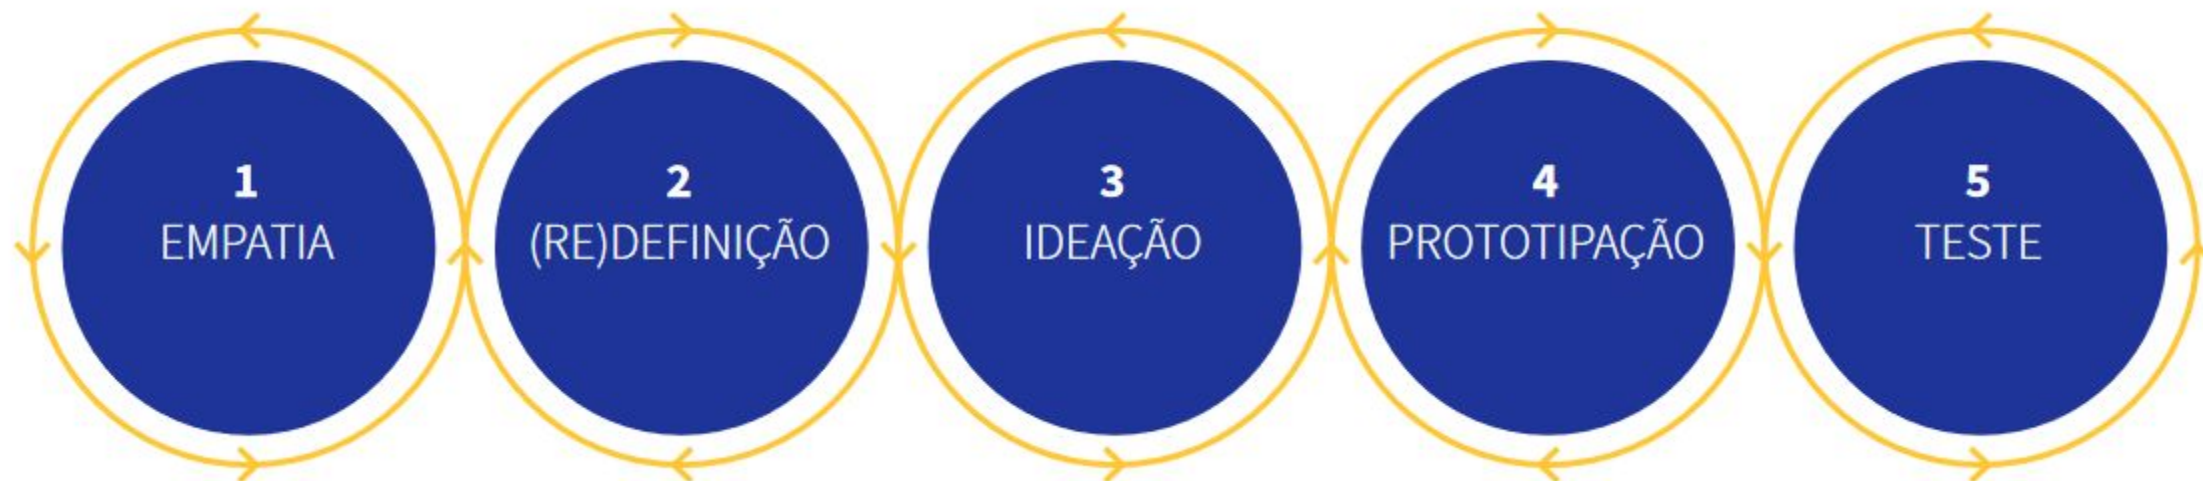 1
EMPATIA
2
(RE)DEFINIÇÃO
3
IDEAÇÃO
4
PROTOTIPAÇÃO
5
TESTE